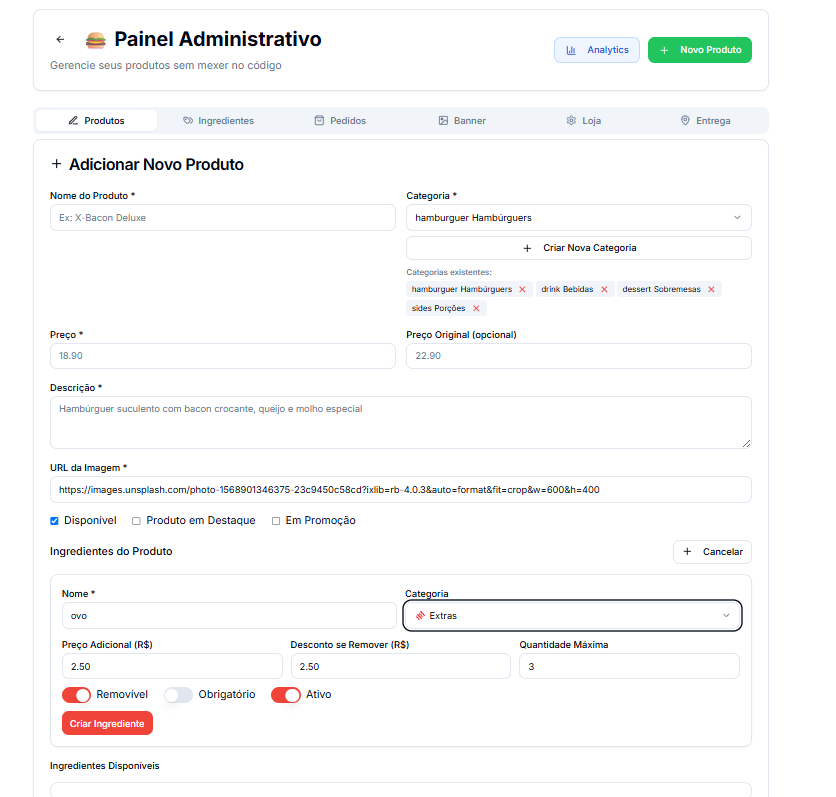 Painel Administrativo
Gerencie seus produtos sem mexer no código
Analytics
Novo Produto
Produtos
Ingredientes
Pedidos
Banner
Loja
Entrega
Adicionar Novo Produto
Nome do Produto *
Categoria *
Ex: X-Bacon Deluxe
hamburguer Hambúrguers
Criar Nova Categoria
Categorias existentes:
hamburguer Hambúrguers
drink Bebidas
dessert Sobremesas
sides Porções
Preço *
Preço Original (opcional)
18.90
22.90
Descrição *
Hambúrguer suculento com bacon crocante, queijo e molho especial
URL da Imagem *
https://images.unsplash.com/photo-1568901346375-23c9450c58cd?ixlib=rb-4.0.3&auto=format&fit=crop&w=600&h=400
Disponível
Produto em Destaque
Em Promoção
Ingredientes do Produto
Cancelar
Nome *
Categoria
ovo
Extras
Preço Adicional (R$)
Desconto se Remover (R$)
Quantidade Máxima
2.50
2.50
3
Removível
Obrigatório
Ativo
Criar Ingrediente
Ingredientes Disponíveis